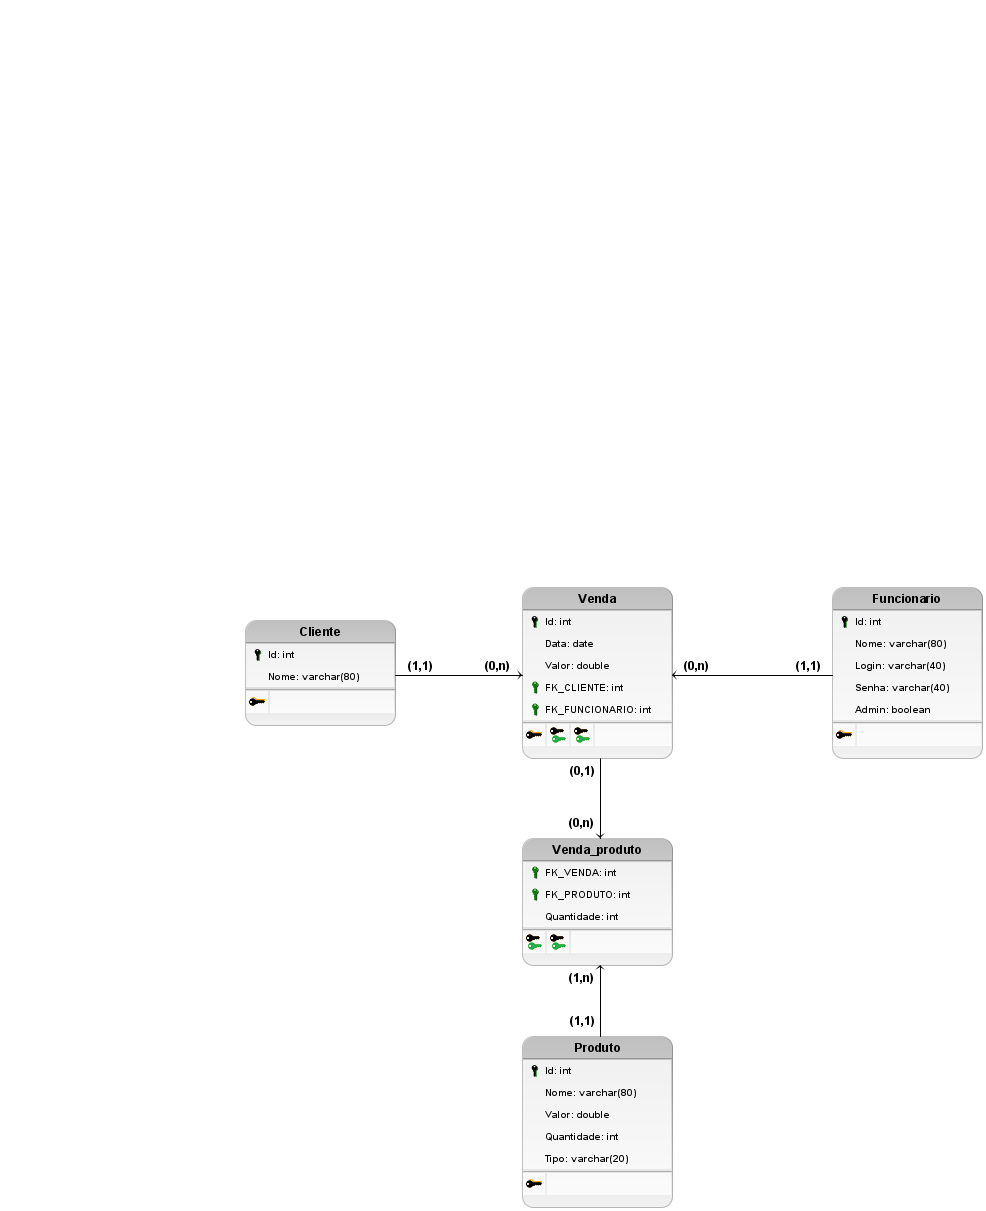 Cliente
Id: int
Nome: varchar(80)
(1,1)
(0,n)
Venda
Id: int
Data: date
Valor: double
FK_CLIENTE: int
FK_FUNCIONARIO: int
(0,n)
(1,1)
Funcionario
Id: int
Nome: varchar(80)
Login: varchar(40)
Senha: varchar(40)
Admin: boolean
(0,1)
(0,n)
Venda_produto
FK_VENDA: int
FK_PRODUTO: int
Quantidade: int
(1,n)
(1,1)
Produto
Id: int
Nome: varchar(80)
Valor: double
Quantidade: int
Tipo: varchar(20)